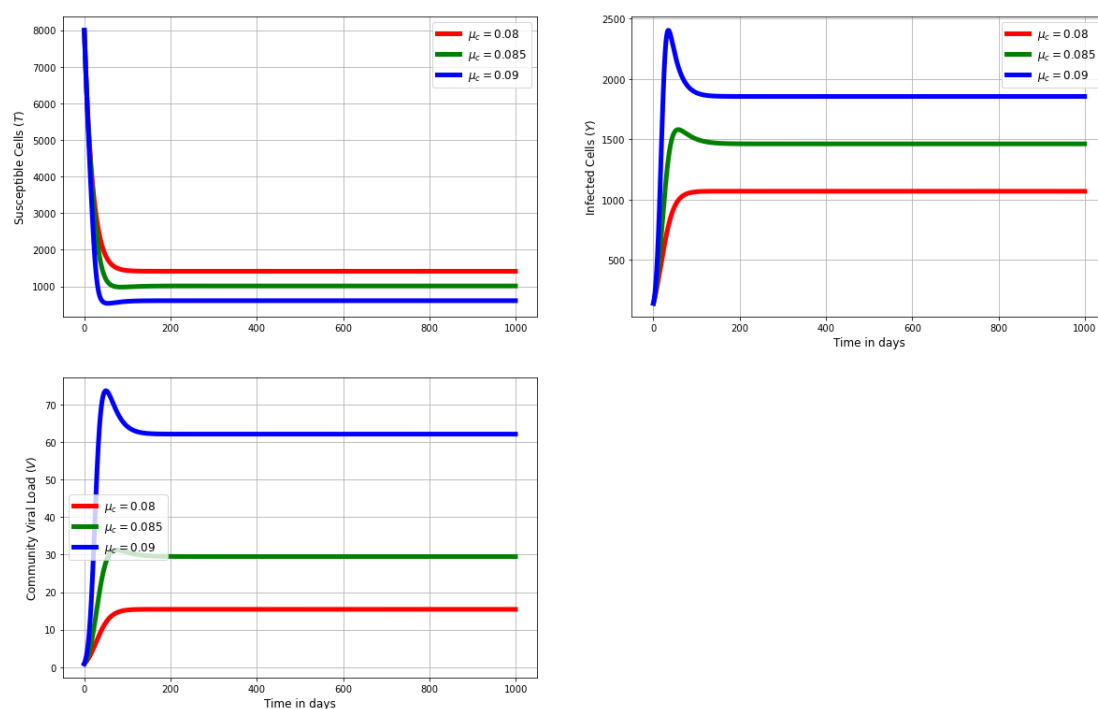 8000
7000
6000
5000
4000
3000
2000
1000
Susceptible Cells (T)
μc = 0.08
μc = 0.085
μc = 0.09
0 200 400 600 800 1000
2500
2000
1500
1000
500
Infected Cells (Y)
μc = 0.08
μc = 0.085
μc = 0.09
0 200 400 600 800 1000
Time in days
70
60
50
40
30
20
10
0
Community Viral Load (V)
μc = 0.08
μc = 0.085
μc = 0.09
0 200 400 600 800 1000
Time in days